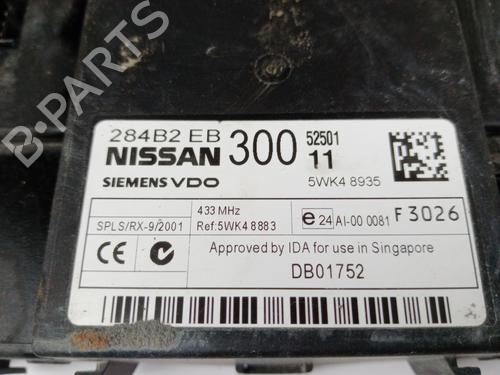 B-PARTS
284B2 EB 300 52501
NISSAN 11
SIEMENS VDO 5WK4 8935
433 MHz
SPLS/RX-9/2001 Ref:5WK4 8883 e24 AI-00 0081 F3026
CE Approved by IDA for use in Singapore
DB01752